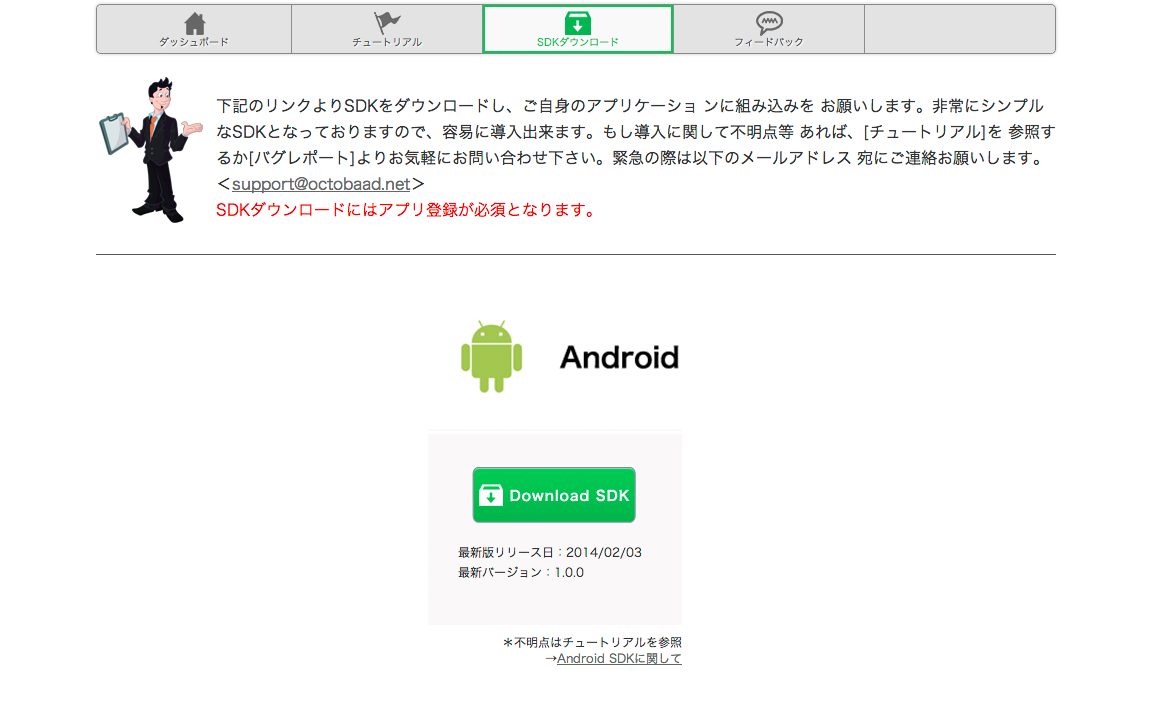 ダッシュボード
チュートリアル
SDKダウンロード
フィードバック
下記のリンクよりSDKをダウンロードし、ご自身のアプリケーショ ンに組み込みを お願いします。非常にシンプル
なSDKとなっておりますので、容易に導入出来ます。もし導入に関して不明点等 あれば、[チュートリアル]を 参照す
るか[バグレポート]よりお気軽にお問い合わせ下さい。緊急の際は以下のメールアドレス 宛にご連絡お願いします。
＜support@octobaad.net＞
SDKダウンロードにはアプリ登録が必須となります。
Android
Download SDK
最新版リリース日：2014/02/03
最新バージョン：1.0.0
＊不明点はチュートリアルを参照
→Android SDKに関して